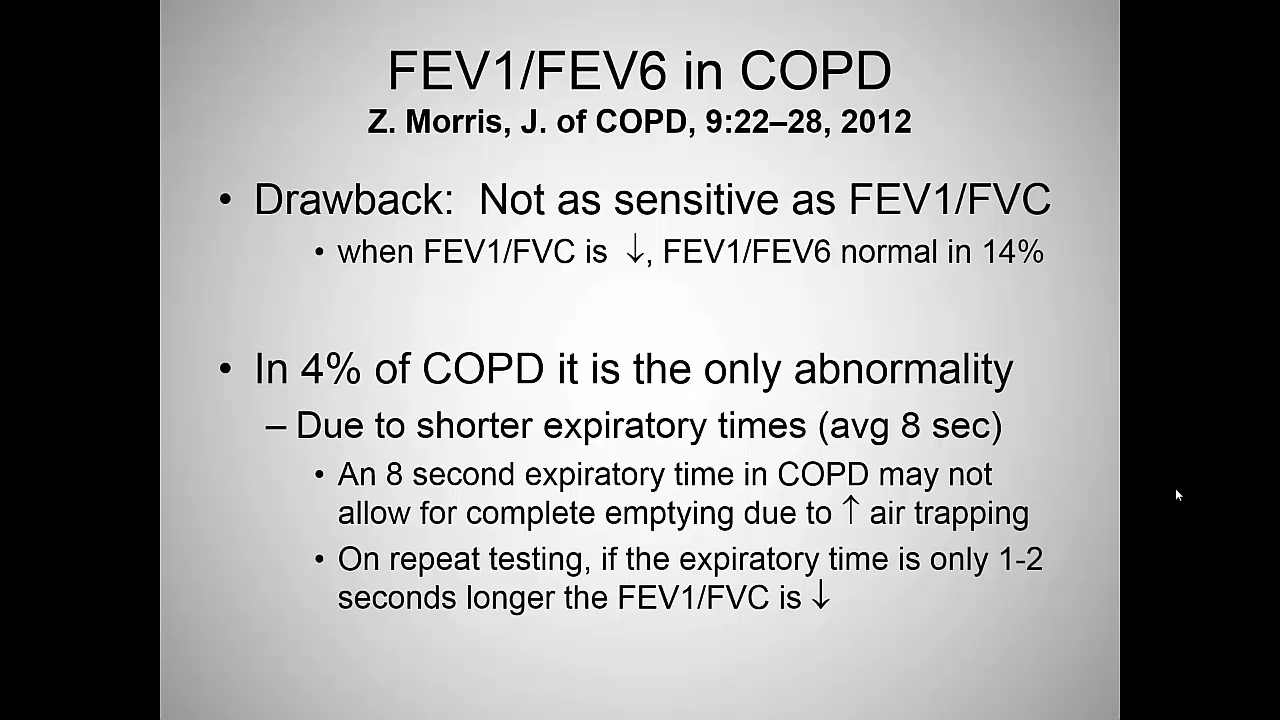 FEV1/FEV6 in COPD
Z. Morris, J. of COPD, 9:22–28, 2012
• Drawback:  Not as sensitive as FEV1/FVC
• when FEV1/FVC is ↓, FEV1/FEV6 normal in 14%
• In 4% of COPD it is the only abnormality
– Due to shorter expiratory times (avg 8 sec)
• An 8 second expiratory time in COPD may not
allow for complete emptying due to ↑ air trapping
• On repeat testing, if the expiratory time is only 1-2
seconds longer the FEV1/FVC is ↓